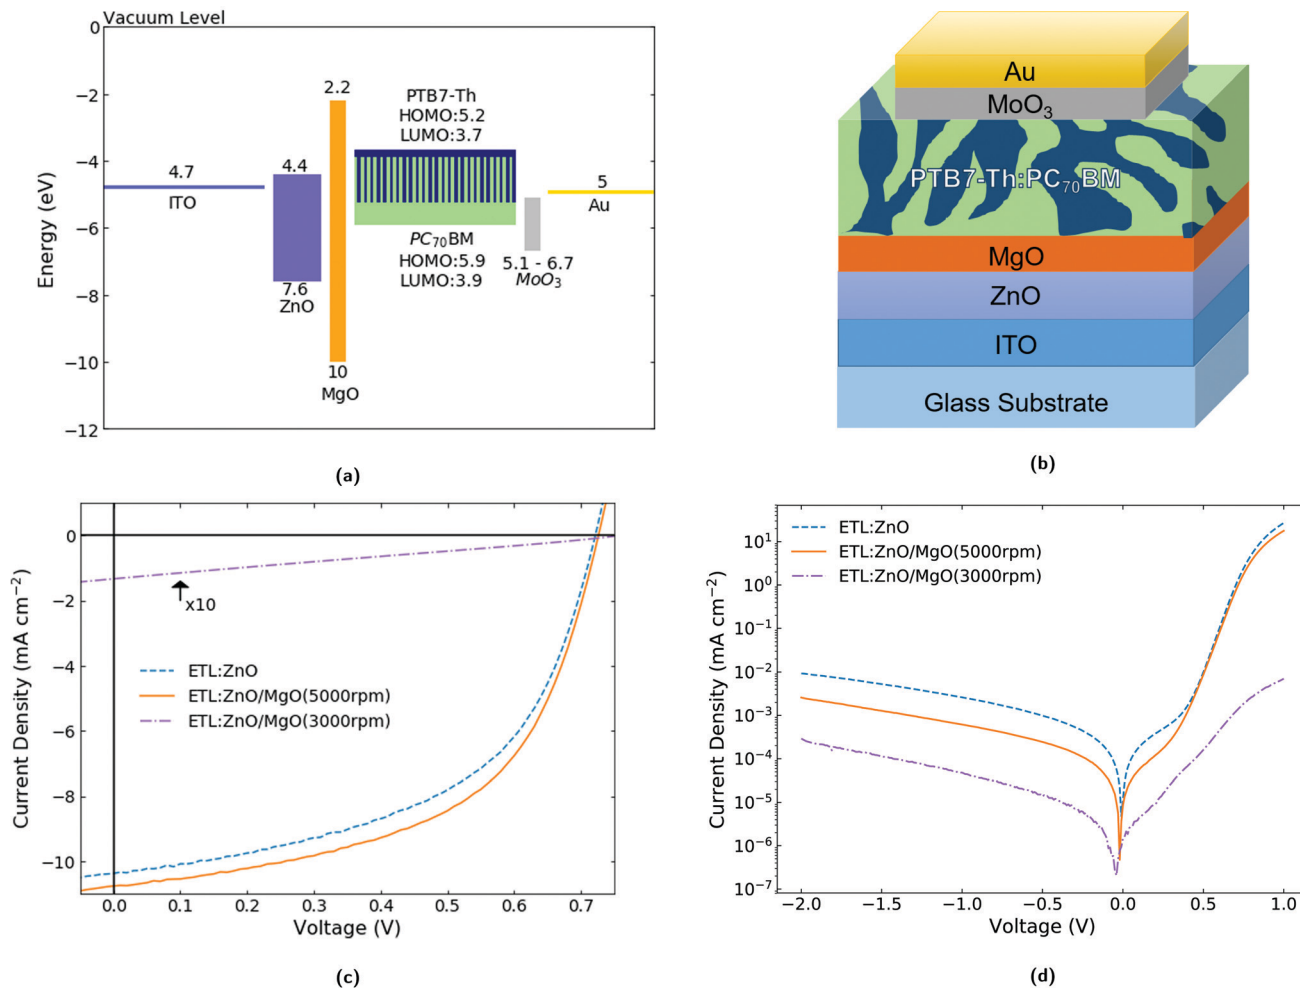 Vacuum Level
0
−2
−4
−6
−8
−10
−12
Energy (eV)
4.7
ITO
4.4
7.6
ZnO
2.2
10
MgO
PTB7-Th
HOMO:5.2
LUMO:3.7
PC70BM
HOMO:5.9
LUMO:3.9
5.1 - 6.7
MoO3
5
Au
(a)
Au
MoO3
PTB7-Th:PC70BM
MgO
ZnO
ITO
Glass Substrate
(b)
0
−2
−4
−6
−8
−10
Current Density (mA cm−2)
x10
ETL:ZnO
ETL:ZnO/MgO(5000rpm)
ETL:ZnO/MgO(3000rpm)
0.0 0.1 0.2 0.3 0.4 0.5 0.6 0.7
Voltage (V)
(c)
ETL:ZnO
ETL:ZnO/MgO(5000rpm)
ETL:ZnO/MgO(3000rpm)
10^1
10^0
10^−1
10^−2
10^−3
10^−4
10^−5
10^−6
10^−7
Current Density (mA cm−2)
−2.0 −1.5 −1.0 −0.5 0.0 0.5 1.0
Voltage (V)
(d)